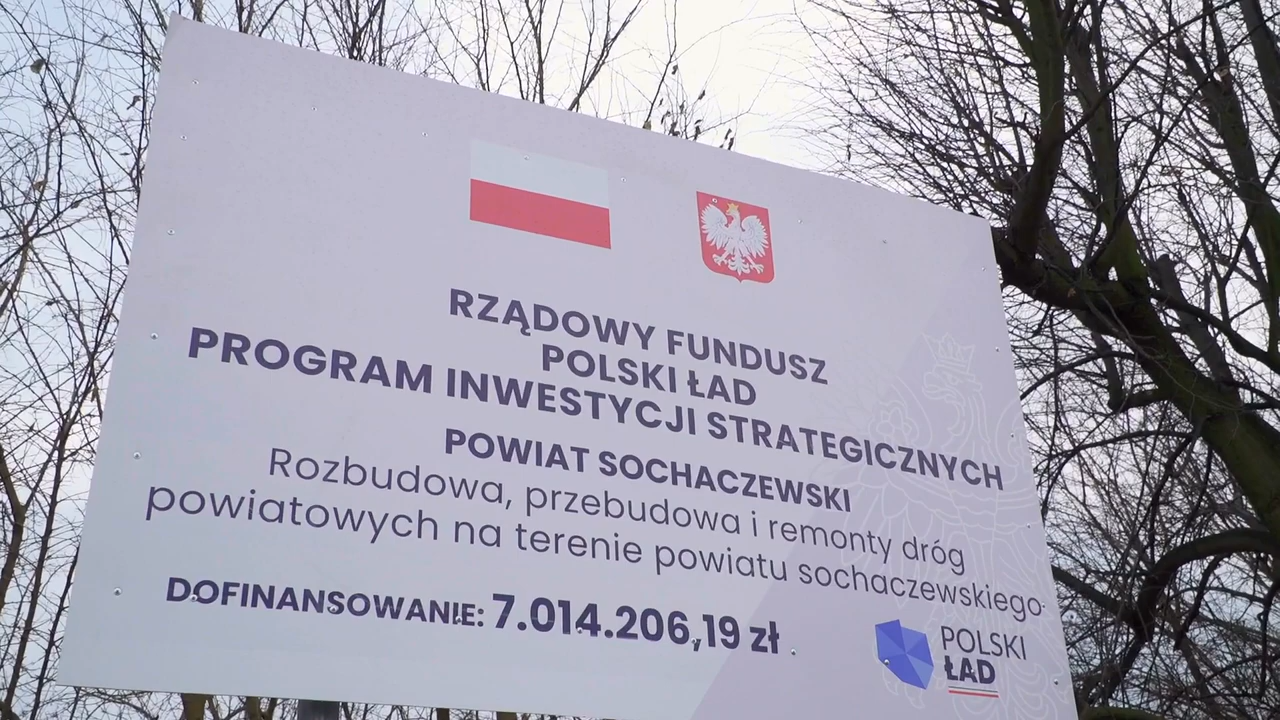 RZĄDOWY FUNDUSZ
POLSKI ŁAD
PROGRAM INWESTYCJI STRATEGICZNYCH
POWIAT SOCHACZEWSKI
Rozbudowa, przebudowa i remonty dróg
powiatowych na terenie powiatu sochaczewskiego
DOFINANSOWANIE: 7.014.206,19 zł
POLSKI
ŁAD